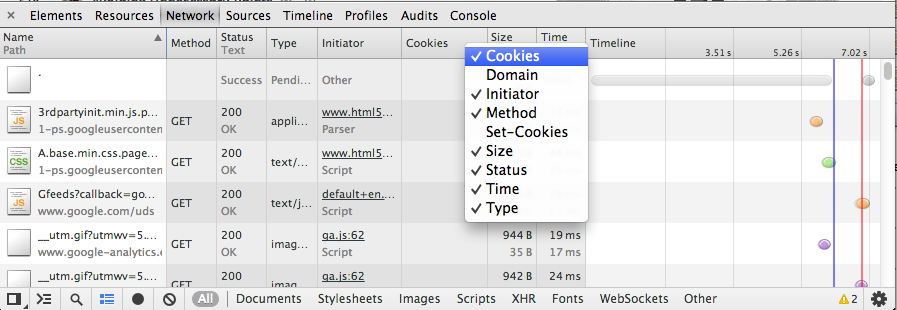 Elements Resources Network Sources Timeline Profiles Audits Console
Name Method Status Type Initiator Cookies Size Time Timeline
Path Text 3.51 s 5.26 s 7.02 s
Cookies
Domain
Initiator
Method
Set-Cookies
Size
Status
Time
Type
. Success Pendi... Other
3rdpartyinit.min.js.p... GET 200 appli... www.html5...
1-ps.googleuserconten OK Parser
A.base.min.css.page... GET 200 text/... www.html5...
1-ps.googleuserconten OK Script
Gfeeds?callback=go... GET 200 text/j... default+en...
www.google.com/uds OK Script
__utm.gif?utmwv=5.... GET 200 imag... ga.js:62 944 B 19 ms
www.google-analytics. OK Script 35 B 17 ms
__utm.gif?utmwv=5.... GET 200 imag... ga.js:62 942 B 24 ms
All Documents Stylesheets Images Scripts XHR Fonts WebSockets Other 2